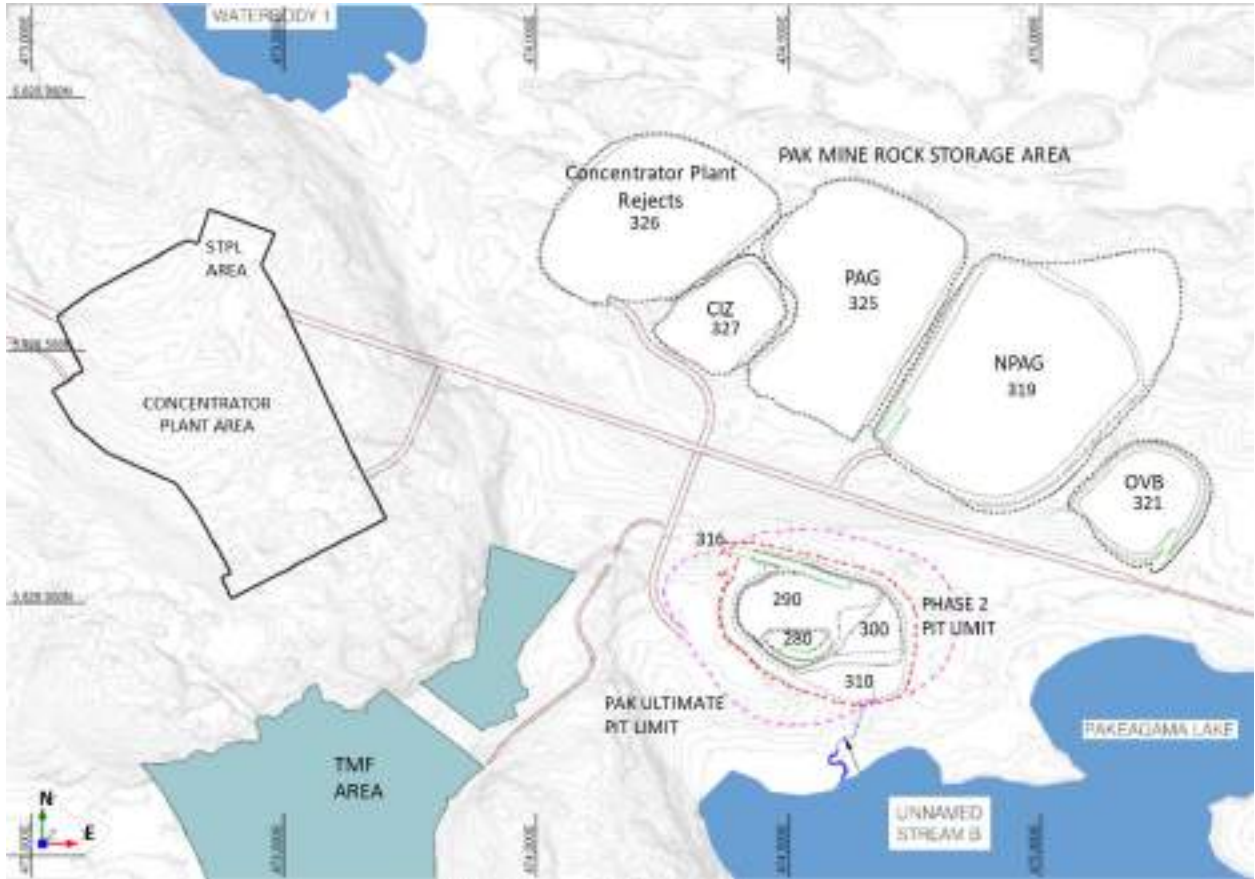 WATERBODY 1
PAK MINE ROCK STORAGE AREA
Concentrator Plant
Rejects
326
STPL
AREA
PAG
325
CIZ
327
NPAG
319
CONCENTRATOR
PLANT AREA
OVB
321
316
290
280
300
310
PHASE 2
PIT LIMIT
PAK ULTIMATE
PIT LIMIT
PAKEAGAMA LAKE
TMF
AREA
UNNAMED
STREAM B
N
E